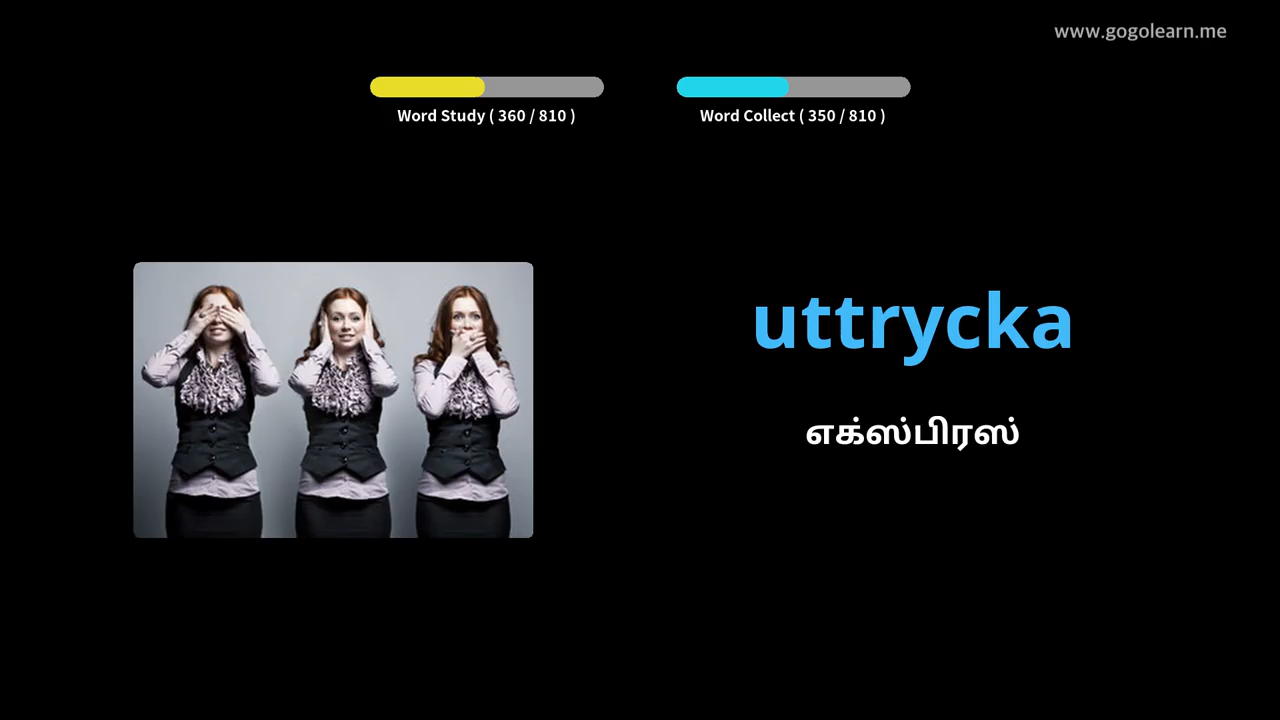 www.gogolearn.me
Word Study ( 360 / 810 )
Word Collect ( 350 / 810 )
uttrycka
எக்ஸ்பிரஸ்